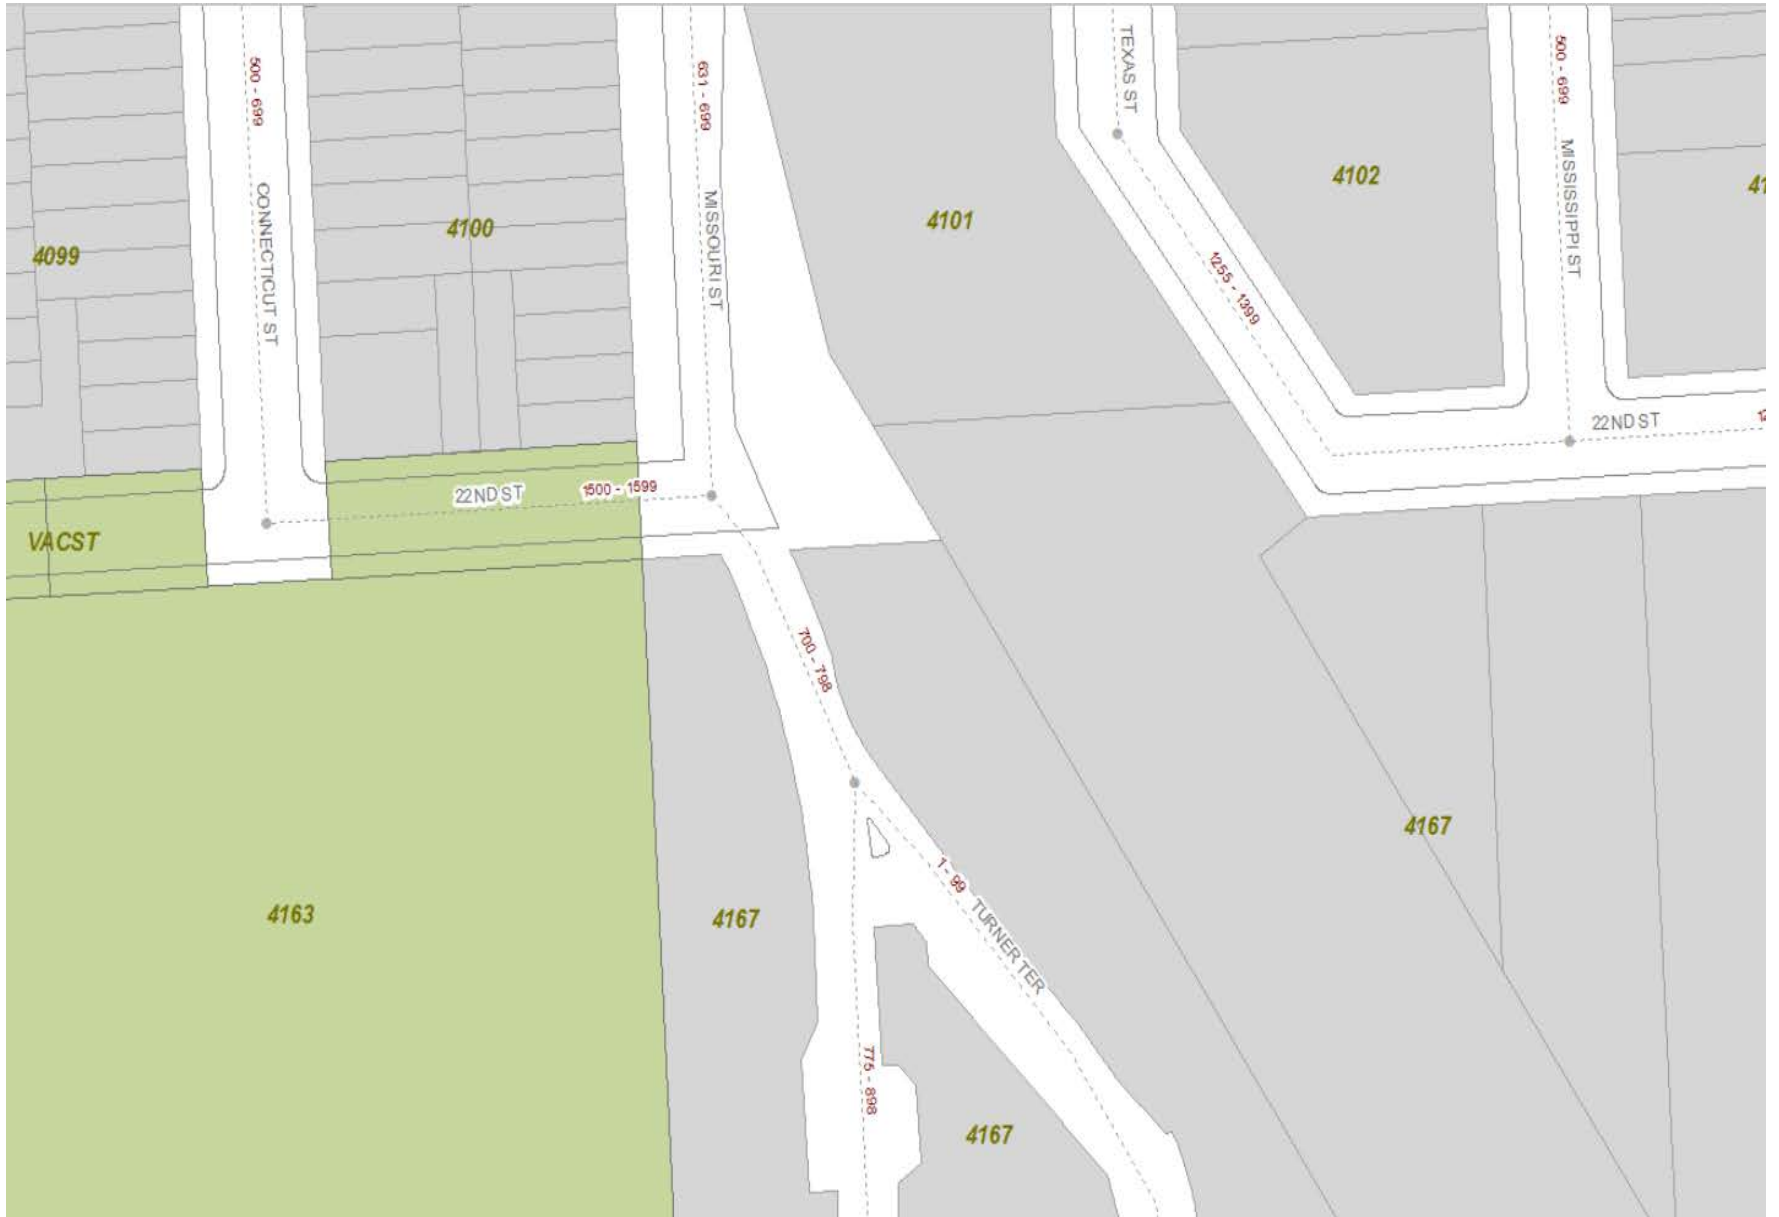 500 - 699
CONNECTICUT ST
631 - 699
MISSOURI ST
TEXAS ST
500 - 699
MISSISSIPPI ST
4099
4100
4101
4102
1255 - 1399
22ND ST
22ND ST
1500 - 1599
VACST
700 - 798
4163
4167
1 - 99
TURNER TER
4167
775 - 898
4167